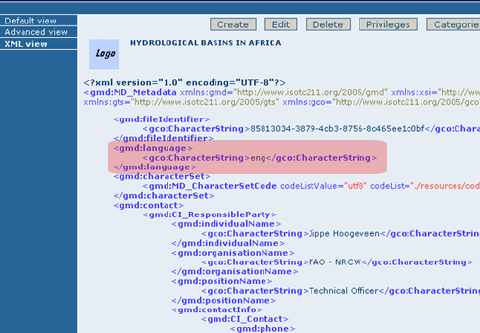 Default view
Advanced view
XML view
Create Edit Delete Privileges Categorie
Logo
HYDROLOGICAL BASINS IN AFRICA
<?xml version="1.0" encoding="UTF-8"?>
<gmd:MD_Metadata xmlns:gmd="http://www.isotc211.org/2005/gmd" xmlns:xsi="http://ww
xmlns:gts="http://www.isotc211.org/2005/gts" xmlns:gco="http://www.isotc211.org/2005/gco
<gmd:fileIdentifier>
<gco:CharacterString>85813034-3879-4cb3-8756-8c465ee1c0bf</gco:Character
</gmd:fileIdentifier>
<gmd:language>
<gco:CharacterString>eng</gco:CharacterString>
</gmd:language>
<gmd:characterSet>
<gmd:MD_CharacterSetCode codeListValue="utf8" codeList="./resources/cod
</gmd:characterSet>
<gmd:contact>
<gmd:CI_ResponsibleParty>
<gmd:individualName>
<gco:CharacterString>Jippe Hoogeveen</gco:CharacterStr
</gmd:individualName>
<gmd:organisationName>
<gco:CharacterString>FAO - NRCW</gco:CharacterString>
</gmd:organisationName>
<gmd:positionName>
<gco:CharacterString>Technical Officer</gco:CharacterStr
</gmd:positionName>
<gmd:contactInfo>
<gmd:CI_Contact>
<gmd:phone>